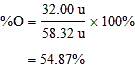 %O = 32.00 u / 58.32 u × 100%
= 54.87%